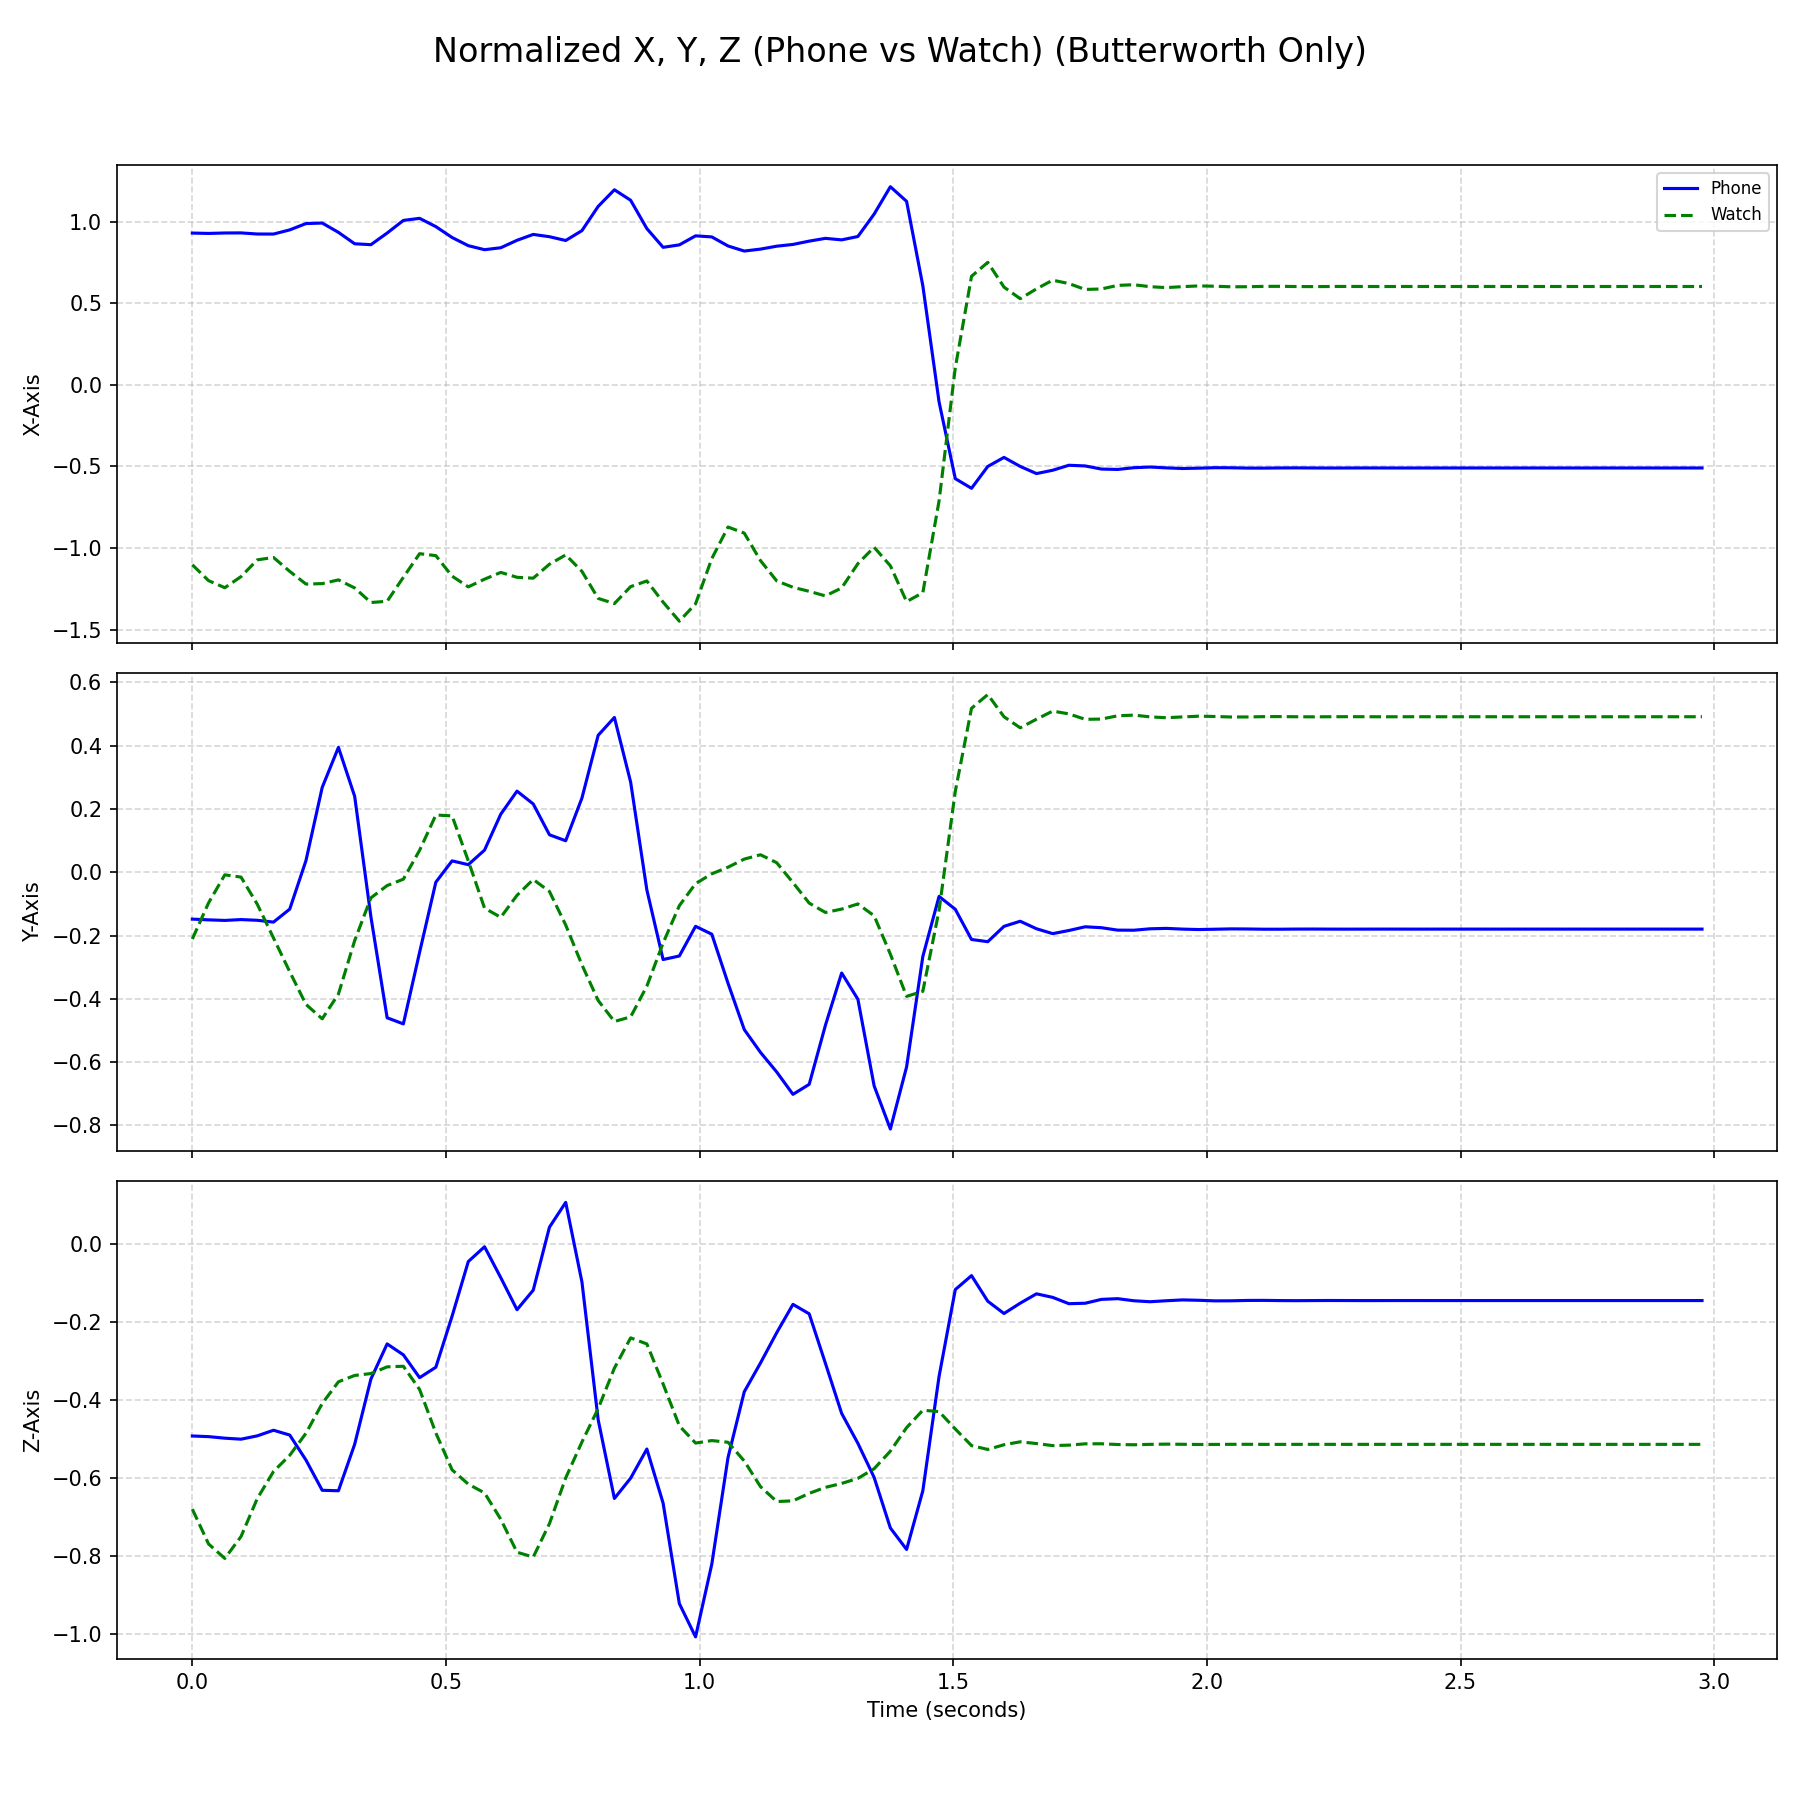 Normalized X, Y, Z (Phone vs Watch) (Butterworth Only)
Phone
Watch
1.0
0.5
0.0
−0.5
−1.0
−1.5
X-Axis
0.6
0.4
0.2
0.0
−0.2
−0.4
−0.6
−0.8
Y-Axis
0.0
−0.2
−0.4
−0.6
−0.8
−1.0
Z-Axis
0.0 0.5 1.0 1.5 2.0 2.5 3.0
Time (seconds)